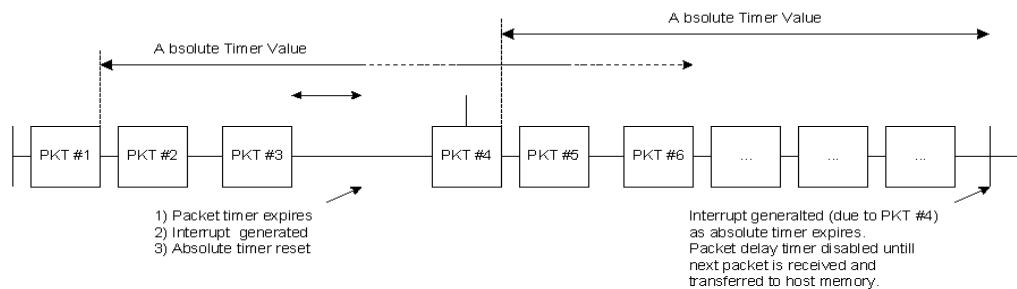 A bsolute Timer Value
A bsolute Timer Value
PKT #1
PKT #2
PKT #3
PKT #4
PKT #5
PKT #6
...
...
...
1) Packet timer expires
2) Interrupt generated
3) Absolute timer reset
Interrupt generalted (due to PKT #4)
as absolute timer expires.
Packet delay timer disabled untill
next packet is received and
transferred to host memory.